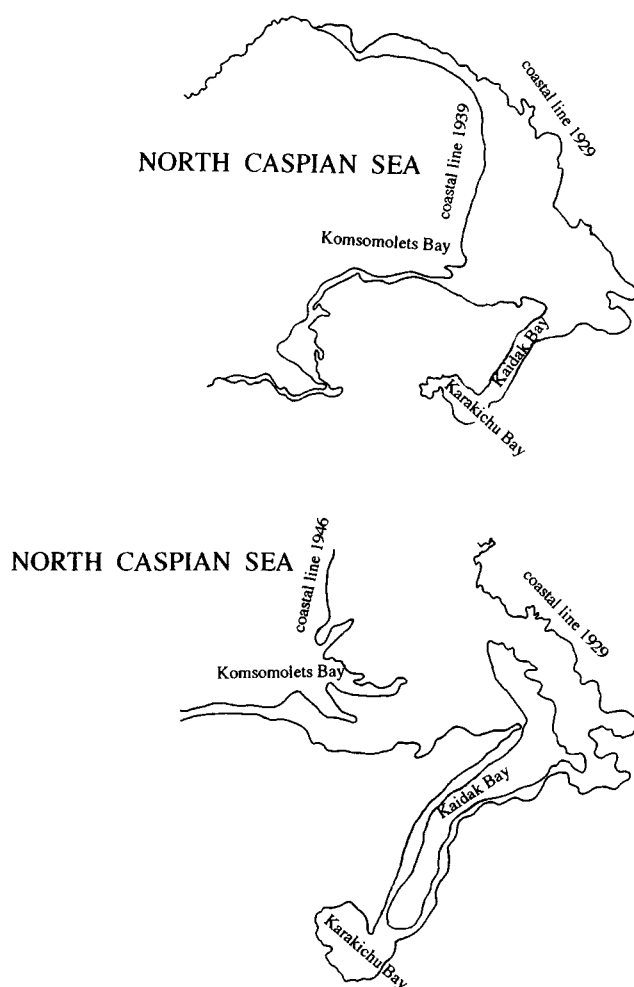 coastal line 1929
coastal line 1939
NORTH CASPIAN SEA
Komsomolets Bay
Kaidak Bay
Karakichu Bay
coastal line 1946
NORTH CASPIAN SEA
coastal line 1929
Komsomolets Bay
Kaidak Bay
Karakichu Bay